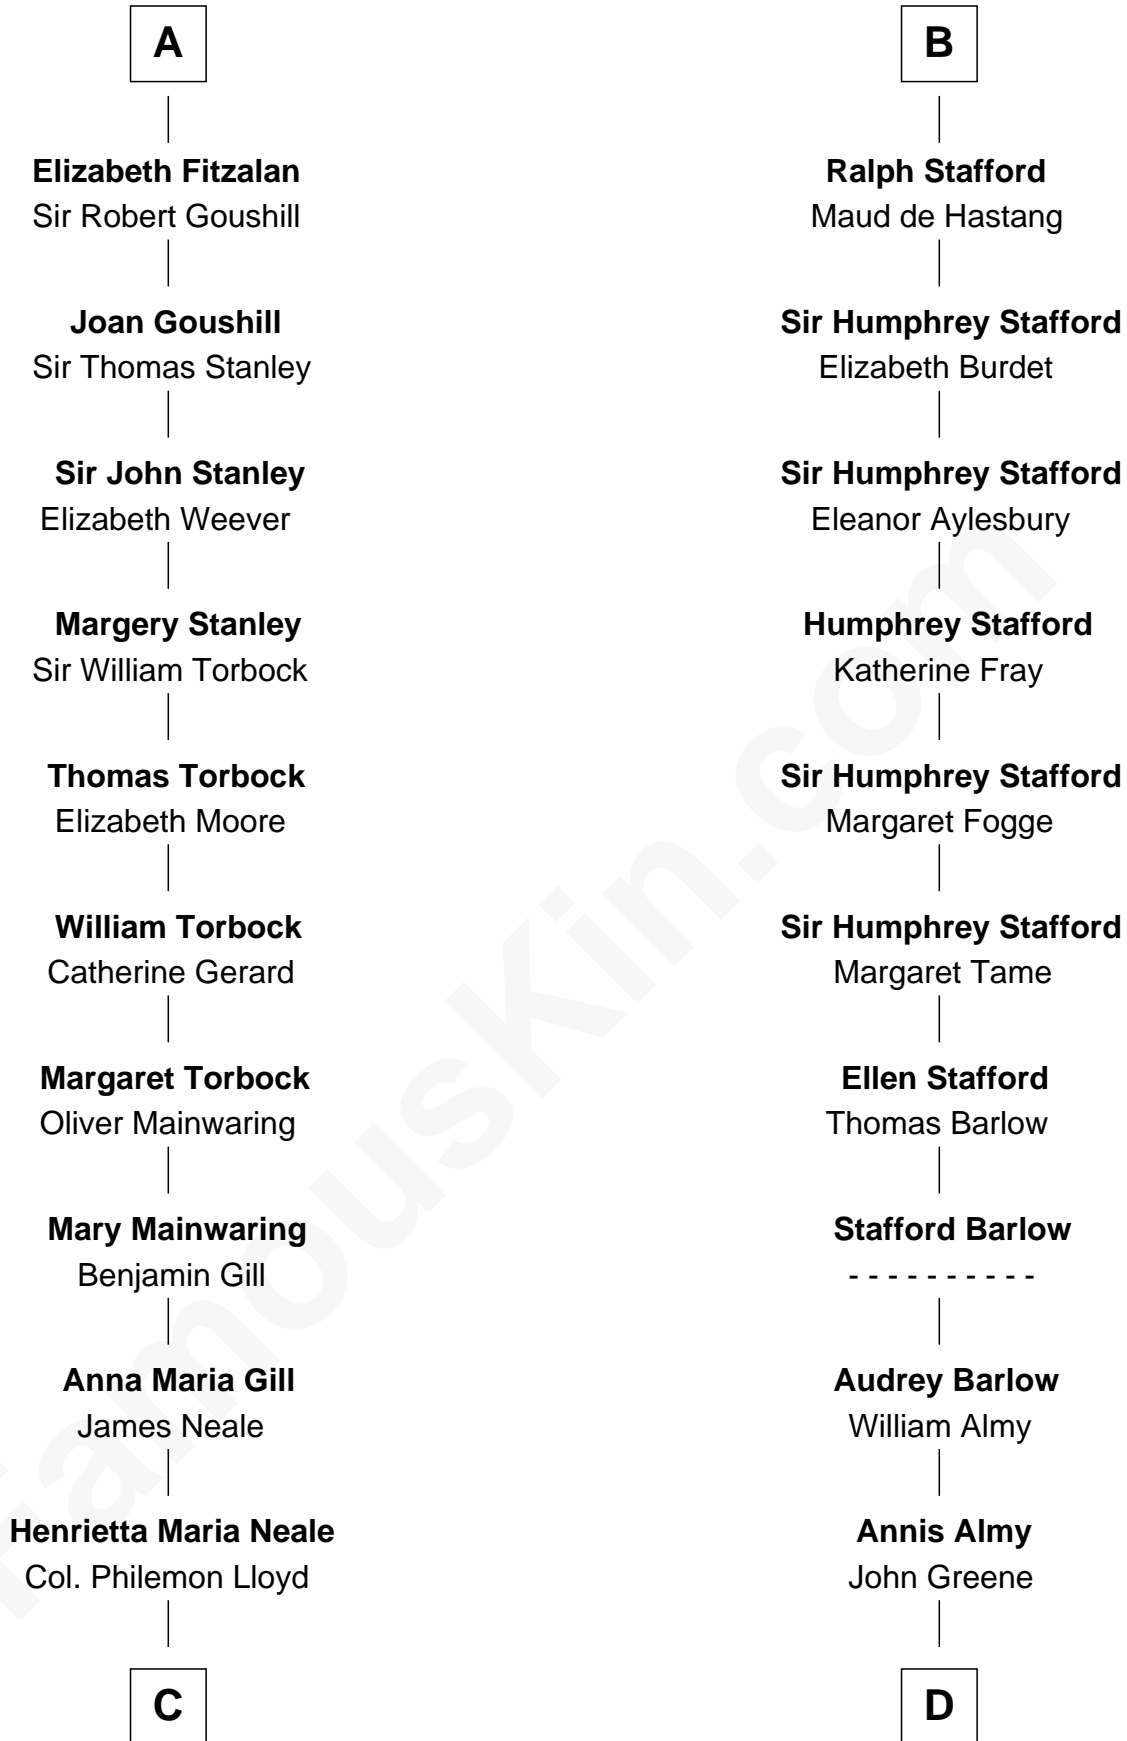 A
Elizabeth Fitzalan
Sir Robert Goushill
Joan Goushill
Sir Thomas Stanley
Sir John Stanley
Elizabeth Weever
Margery Stanley
Sir William Torbock
Thomas Torbock
Elizabeth Moore
William Torbock
Catherine Gerard
Margaret Torbock
Oliver Mainwaring
Mary Mainwaring
Benjamin Gill
Anna Maria Gill
James Neale
Henrietta Maria Neale
Col. Philemon Lloyd
C
B
Ralph Stafford
Maud de Hastang
Sir Humphrey Stafford
Elizabeth Burdet
Sir Humphrey Stafford
Eleanor Aylesbury
Humphrey Stafford
Katherine Fray
Sir Humphrey Stafford
Margaret Fogge
Sir Humphrey Stafford
Margaret Tame
Ellen Stafford
Thomas Barlow
Stafford Barlow
- - - - - - - - - -
Audrey Barlow
William Almy
Annis Almy
John Greene
D
FamousKin.com